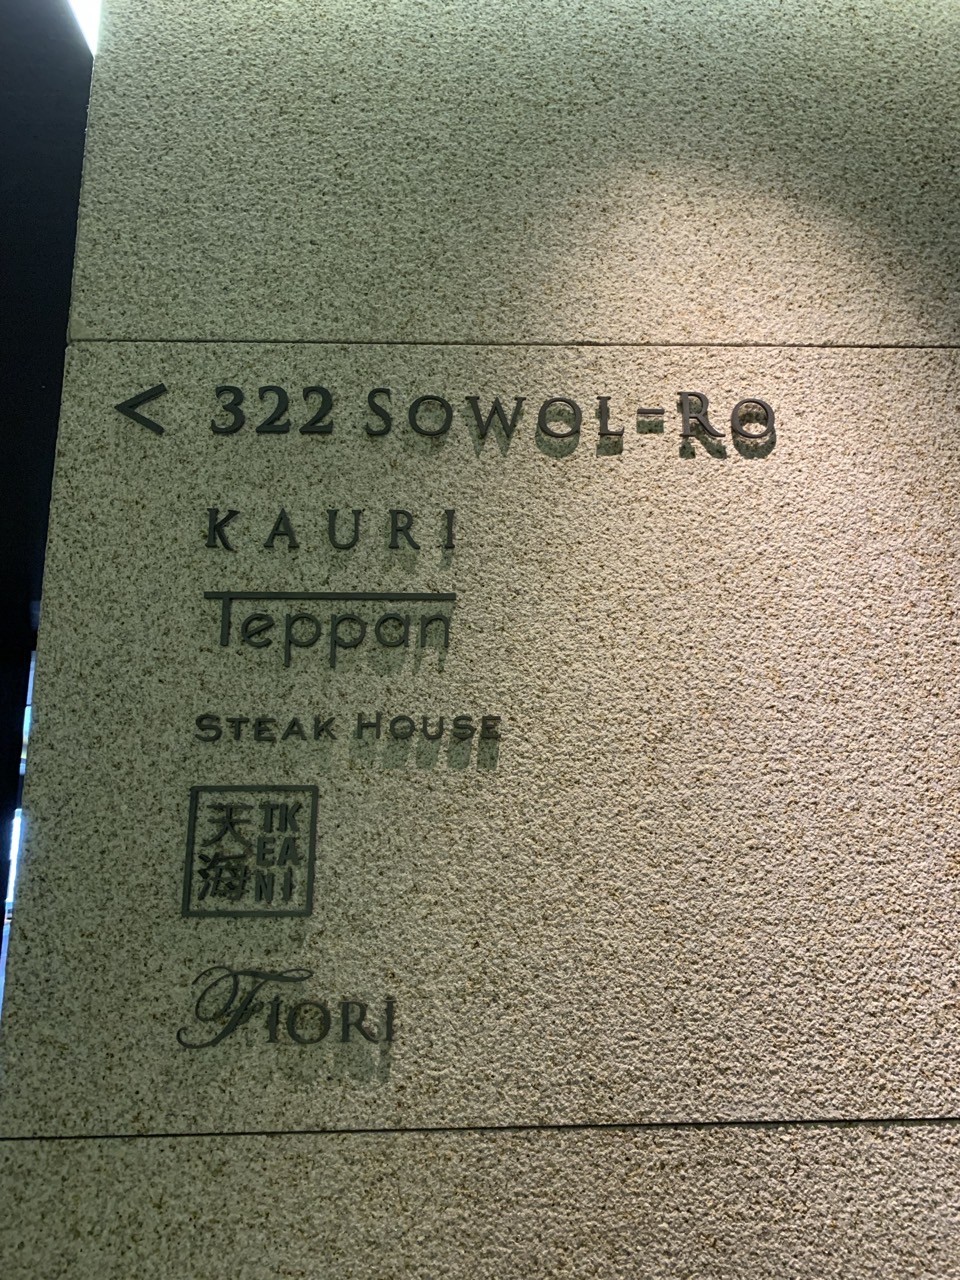 < 322 SOWOL=RO
KAURI
Teppan
STEAK HOUSE
天 TK
EA
海 NI
FIORI